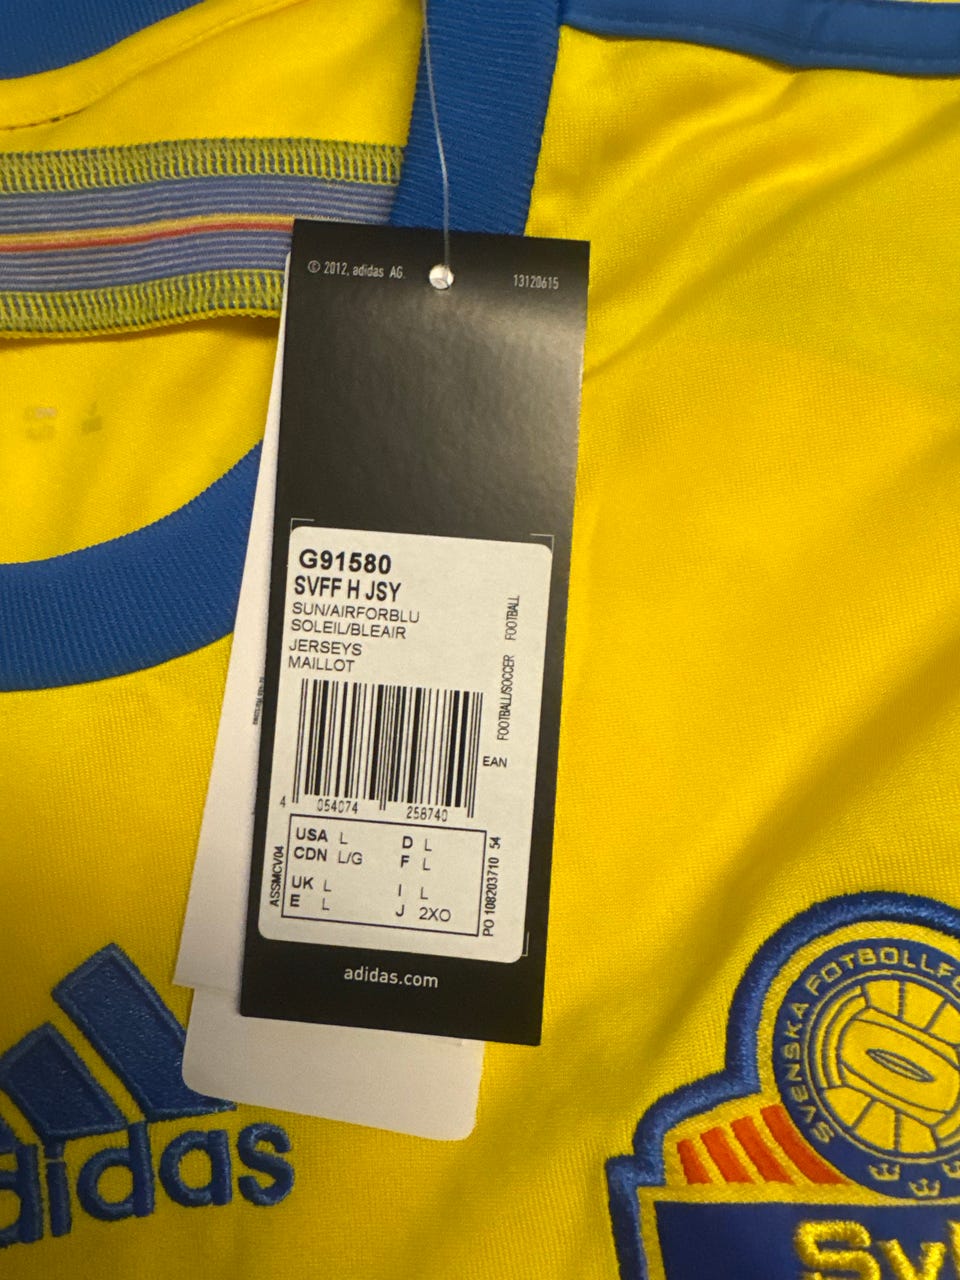 © 2012, adidas AG.
13120615
G91580
SVFF H JSY
SUN/AIRFORBLU
SOLEIL/BLEAIR
JERSEYS
MAILLOT
FOOTBALL/SOCCER FOOTBALL
EAN
4 054074 258740
ASSMCV04
USA L D L
CDN L/G F L
UK L I L
E L J 2XO
PO 108203710 54
adidas.com
adidas
SVENSKA FOTBOLLF
Sv